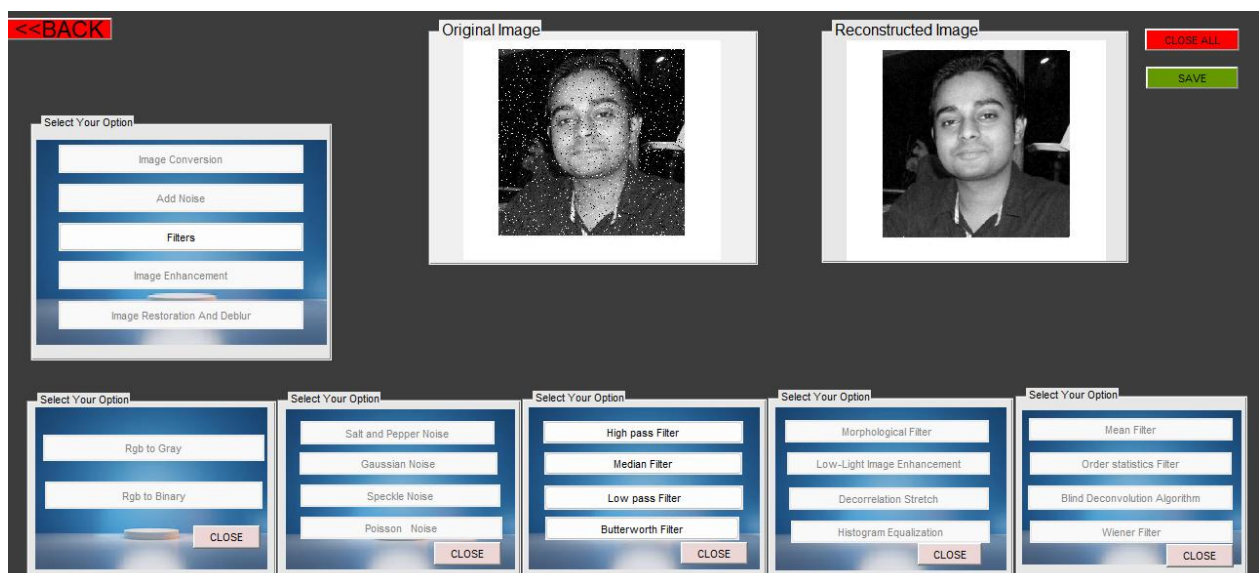 <<BACK
Original Image
Reconstructed Image
CLOSE ALL
SAVE
Select Your Option
Image Conversion
Add Noise
Filters
Image Enhancement
Image Restoration And Deblur
Select Your Option
Rgb to Gray
Rgb to Binary
CLOSE
Select Your Option
Salt and Pepper Noise
Gaussian Noise
Speckle Noise
Poisson Noise
CLOSE
Select Your Option
High pass Filter
Median Filter
Low pass Filter
Butterworth Filter
CLOSE
Select Your Option
Morphological Filter
Low-Light Image Enhancement
Decorrelation Stretch
Histogram Equalization
CLOSE
Select Your Option
Mean Filter
Order statistics Filter
Blind Deconvolution Algorithm
Wiener Filter
CLOSE